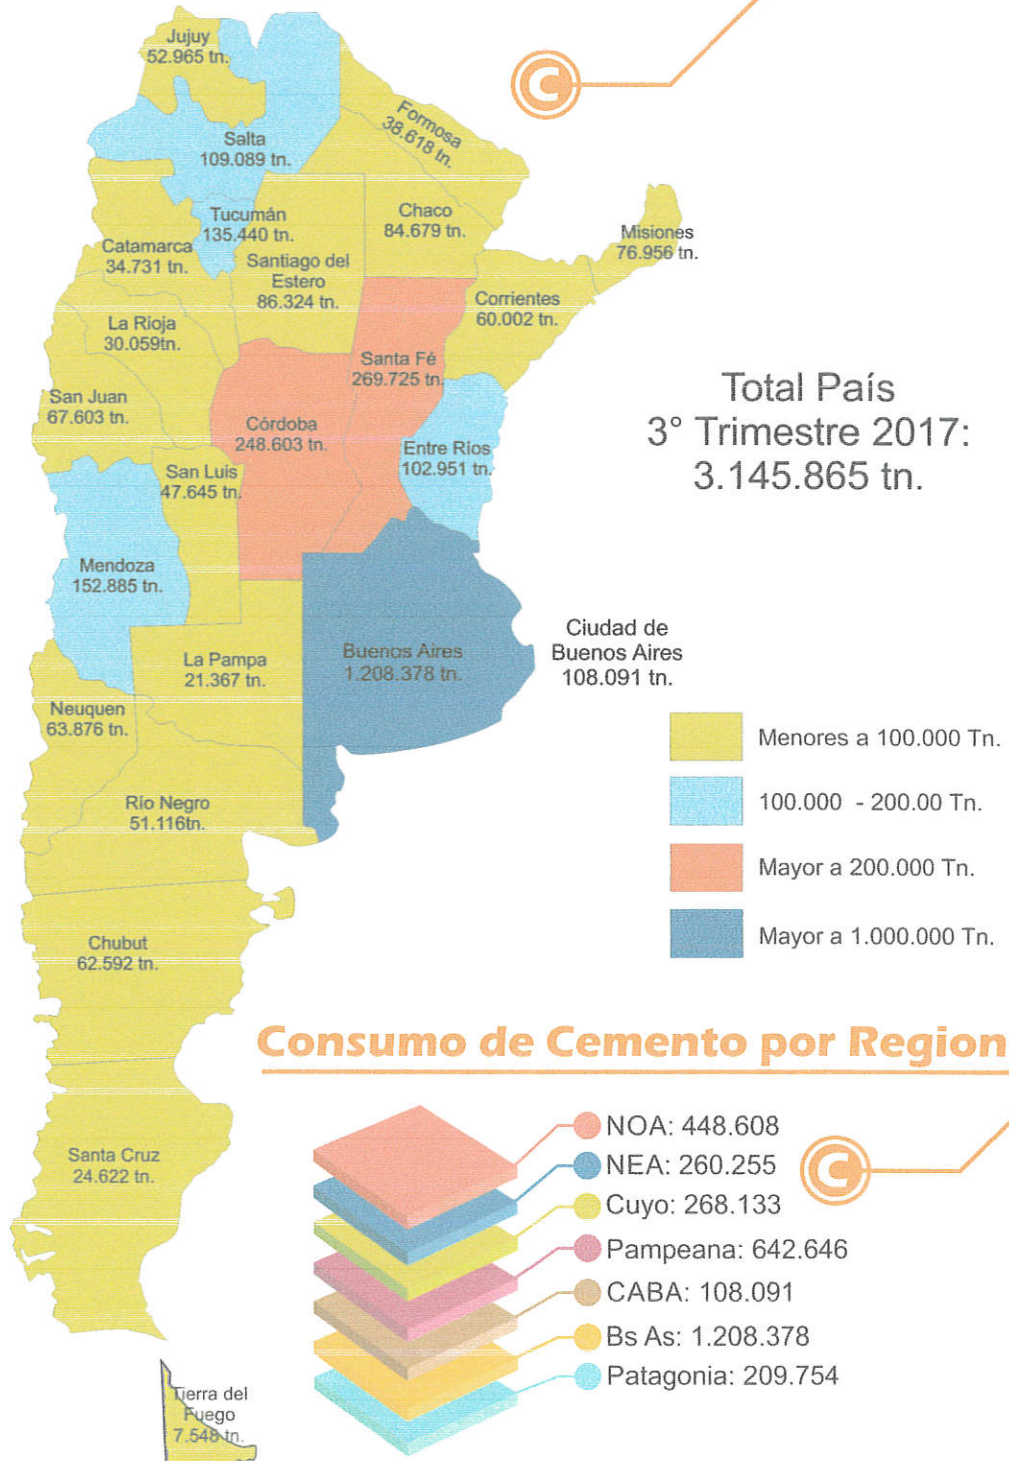 Jujuy
52.965 tn.
Formosa
38.618 tn.
Salta
109.089 tn.
Tucumán
135.440 tn.
Chaco
84.679 tn.
Misiones
76.956 tn.
Catamarca
34.731 tn.
Santiago del
Estero
86.324 tn.
Corrientes
60.002 tn.
La Rioja
30.059tn.
Santa Fé
269.725 tn.
San Juan
67.603 tn.
Córdoba
248.603 tn.
Entre Ríos
102.951 tn.
San Luis
47.645 tn.
Total País
3° Trimestre 2017:
3.145.865 tn.
Mendoza
152.885 tn.
La Pampa
21.367 tn.
Buenos Aires
1.208.378 tn.
Ciudad de
Buenos Aires
108.091 tn.
Neuquen
63.876 tn.
Río Negro
51.116tn.
Menores a 100.000 Tn.
100.000 - 200.00 Tn.
Mayor a 200.000 Tn.
Mayor a 1.000.000 Tn.
Chubut
62.592 tn.
Santa Cruz
24.622 tn.
Tierra del
Fuego
7.548 tn.
Consumo de Cemento por Region
NOA: 448.608
NEA: 260.255
Cuyo: 268.133
Pampeana: 642.646
CABA: 108.091
Bs As: 1.208.378
Patagonia: 209.754
C
C